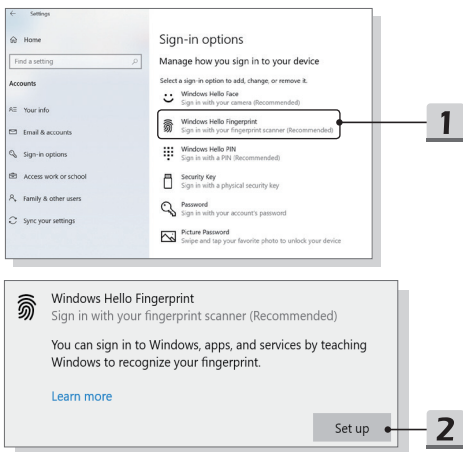 Settings
Home
Find a setting
Accounts
Your info
Email & accounts
Sign-in options
Access work or school
Family & other users
Sync your settings
Sign-in options
Manage how you sign in to your device
Select a sign-in option to add, change, or remove it.
Windows Hello Face
Sign in with your camera (Recommended)
Windows Hello Fingerprint
Sign in with your fingerprint scanner (Recommended)
Windows Hello PIN
Sign in with a PIN (Recommended)
Security Key
Sign in with a physical security key
Password
Sign in with your account's password
Picture Password
Swipe and tap your favorite photo to unlock your device
1
Windows Hello Fingerprint
Sign in with your fingerprint scanner (Recommended)
You can sign in to Windows, apps, and services by teaching
Windows to recognize your fingerprint.
Learn more
Set up
2